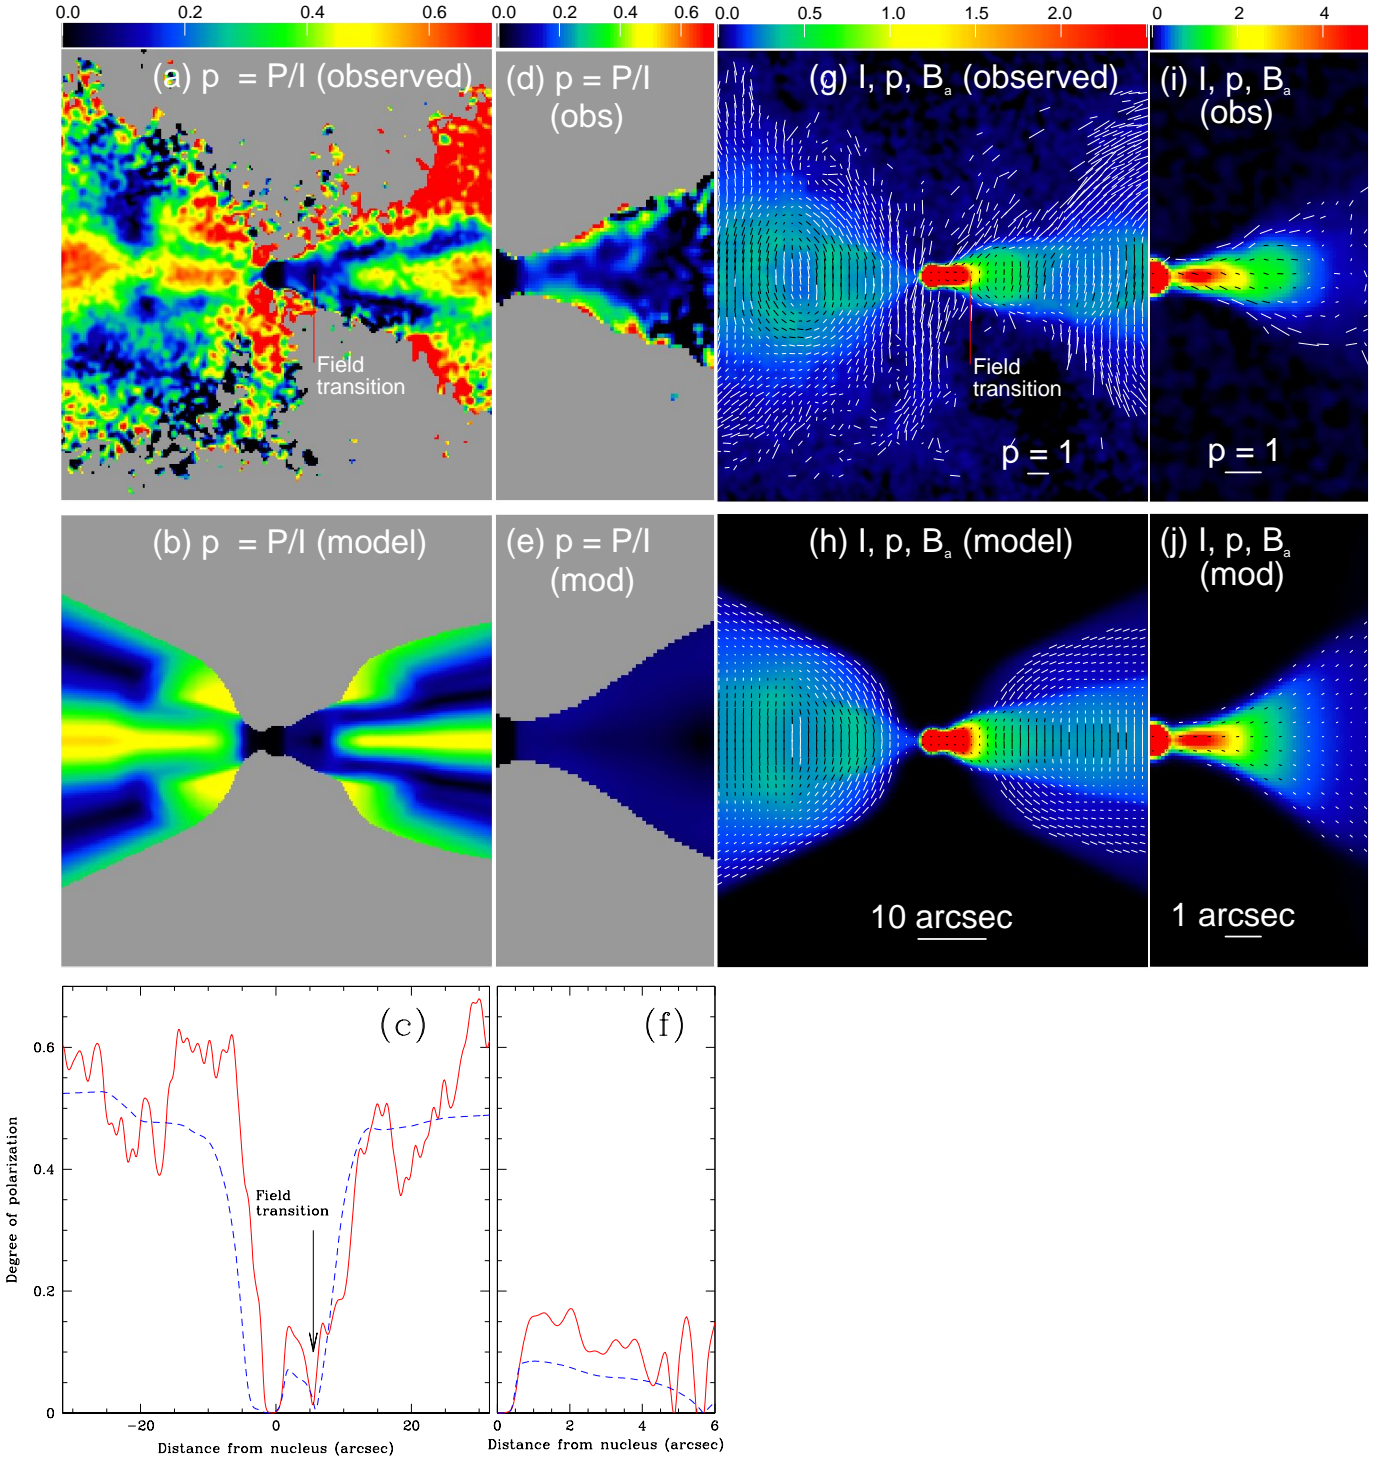 0.0 0.2 0.4 0.6
0.0 0.2 0.4 0.6
0.0 0.5 1.0 2.0
0 2 4
(a) p = P/I (observed)
(d) p = P/I
(obs)
(g) I, p, Ba (observed)
(i) I, p, Ba
(obs)
Field
transition
Field
transition
p = 1
p = 1
(b) p = P/I (model)
(e) p = P/I
(mod)
(h) I, p, Ba (model)
(j) I, p, Ba
(mod)
10 arcsec
1 arcsec
(c)
(f)
Field
transition
Degree of polarization
0.6
0.4
0.2
0
−20 0 20
0 2 4 6
Distance from nucleus (arcsec)
Distance from nucleus (arcsec)